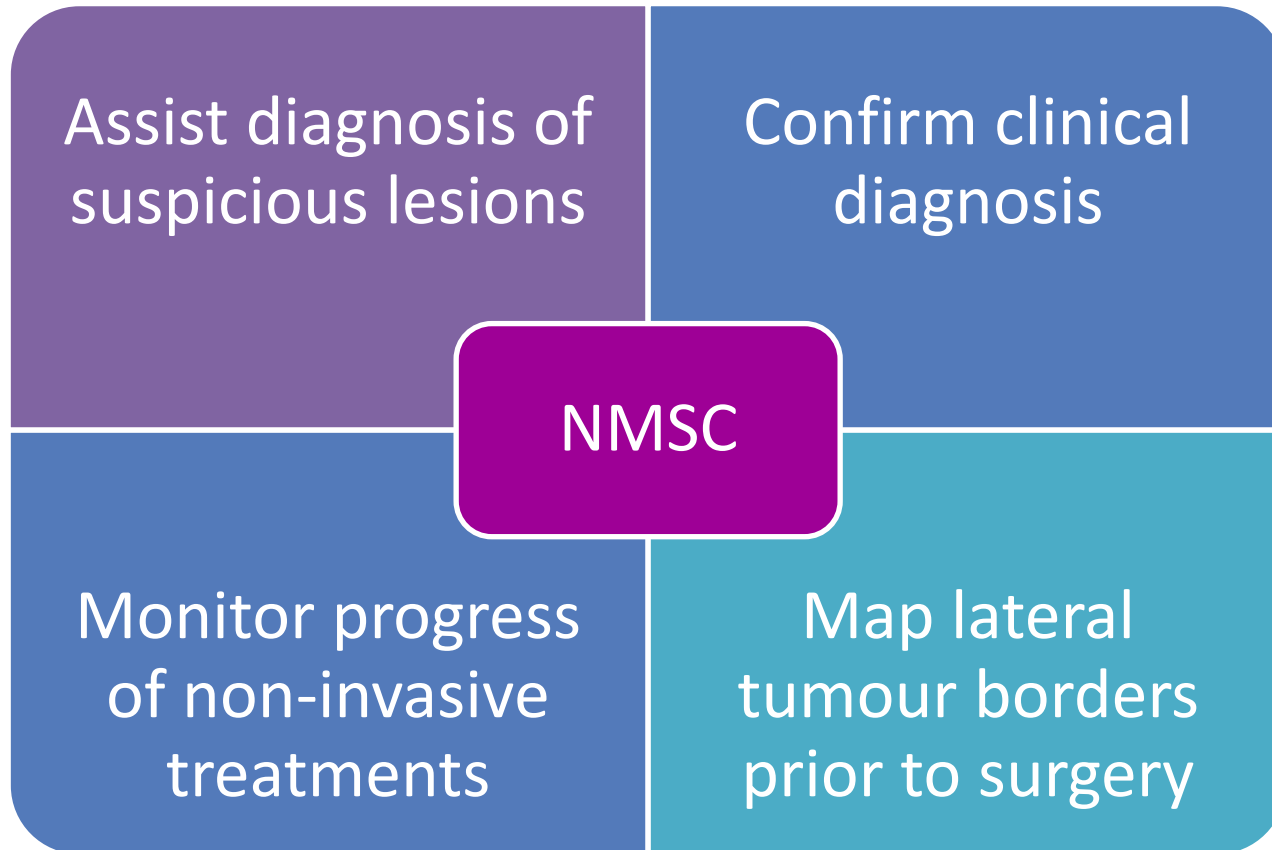 Assist diagnosis of
suspicious lesions
Confirm clinical
diagnosis
NMSC
Monitor progress
of non-invasive
treatments
Map lateral
tumour borders
prior to surgery